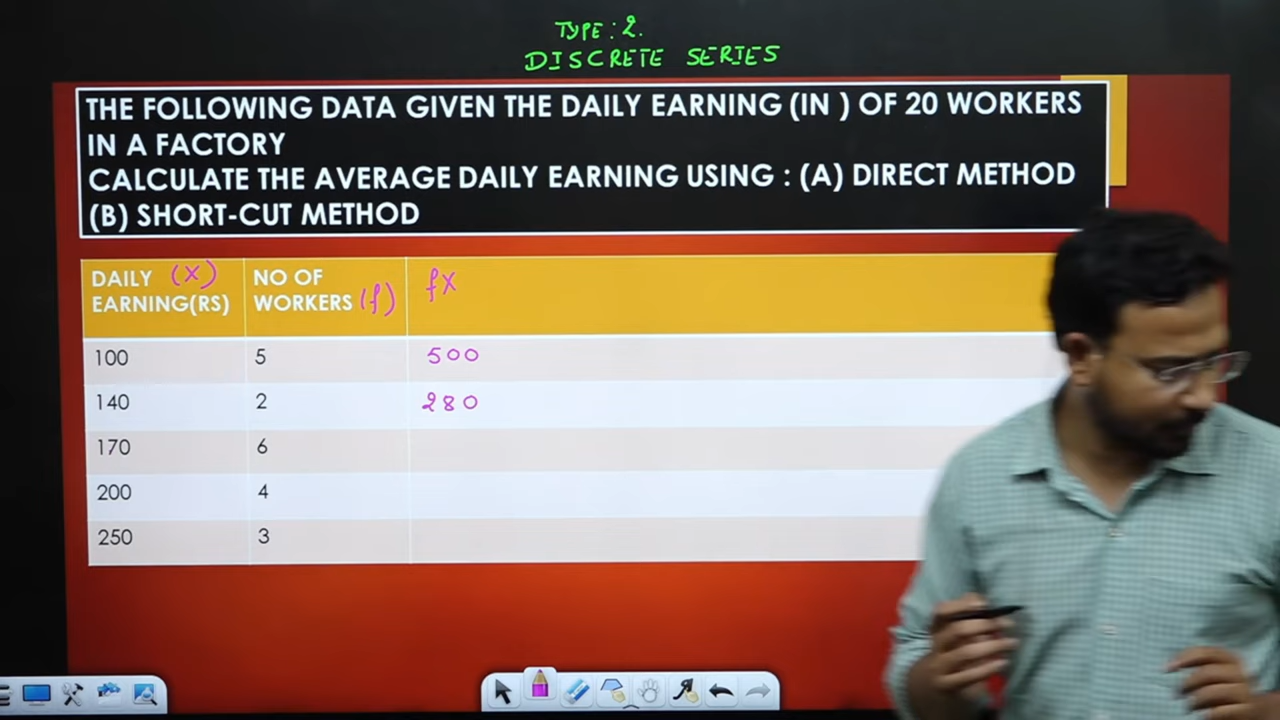 TYPE: 2.
DISCRETE SERIES
THE FOLLOWING DATA GIVEN THE DAILY EARNING (IN ) OF 20 WORKERS
IN A FACTORY
CALCULATE THE AVERAGE DAILY EARNING USING : (A) DIRECT METHOD
(B) SHORT-CUT METHOD
DAILY (X) EARNING(RS) NO OF WORKERS (f) fX
100 5 500
140 2 280
170 6
200 4
250 3